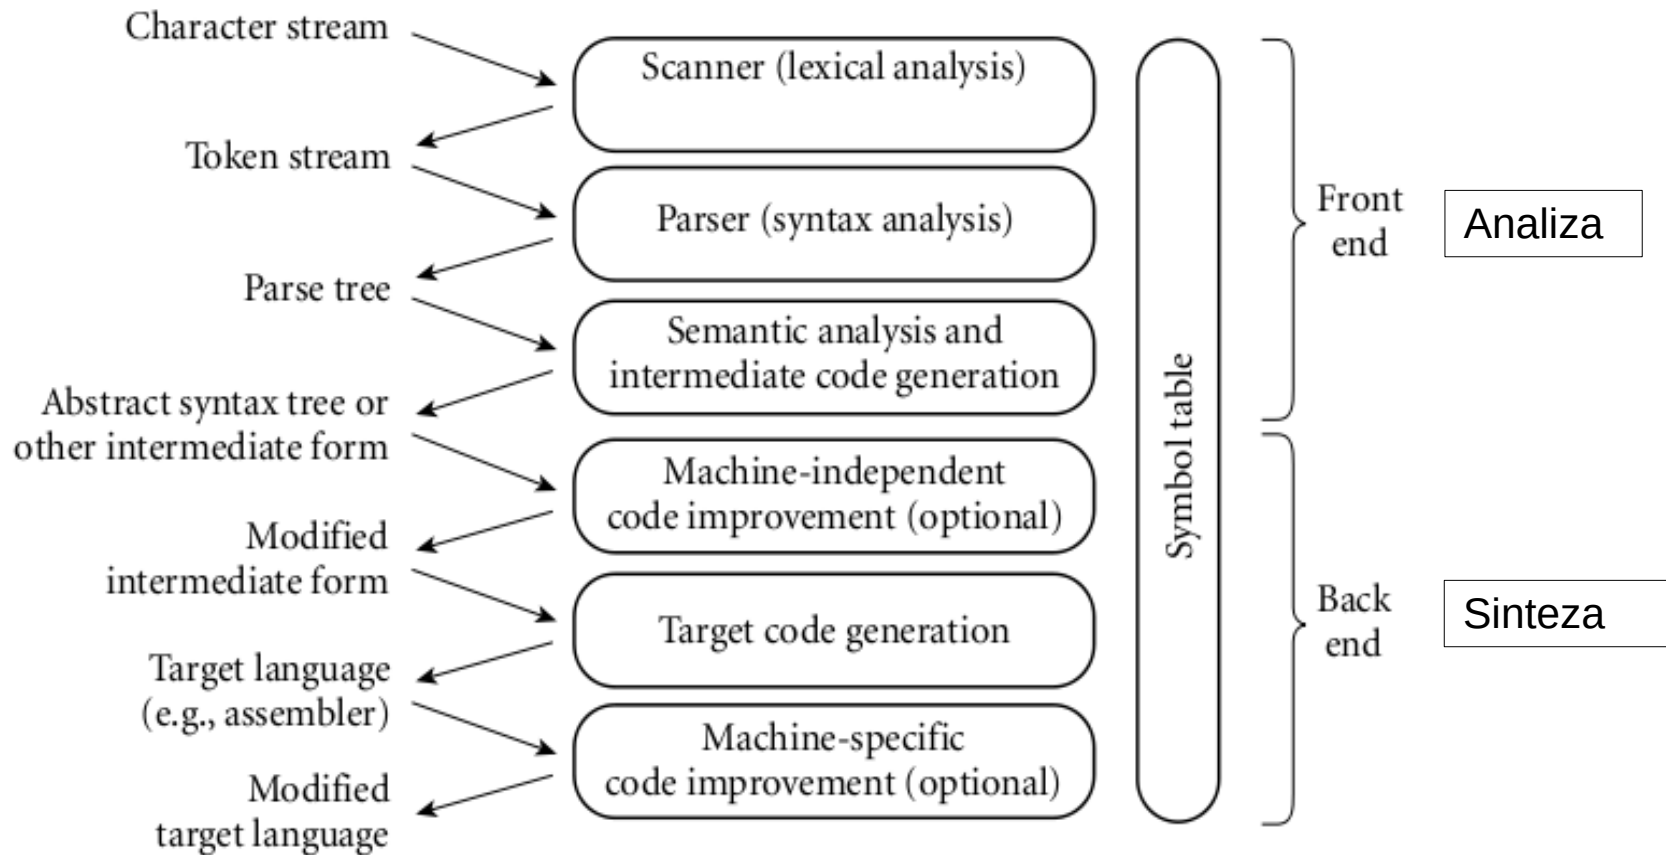 Character stream
Scanner (lexical analysis)
Token stream
Parser (syntax analysis)
Parse tree
Semantic analysis and
intermediate code generation
Abstract syntax tree or
other intermediate form
Machine-independent
code improvement (optional)
Modified
intermediate form
Target code generation
Target language
(e.g., assembler)
Machine-specific
code improvement (optional)
Modified
target language
Symbol table
Front
end
Analiza
Back
end
Sinteza